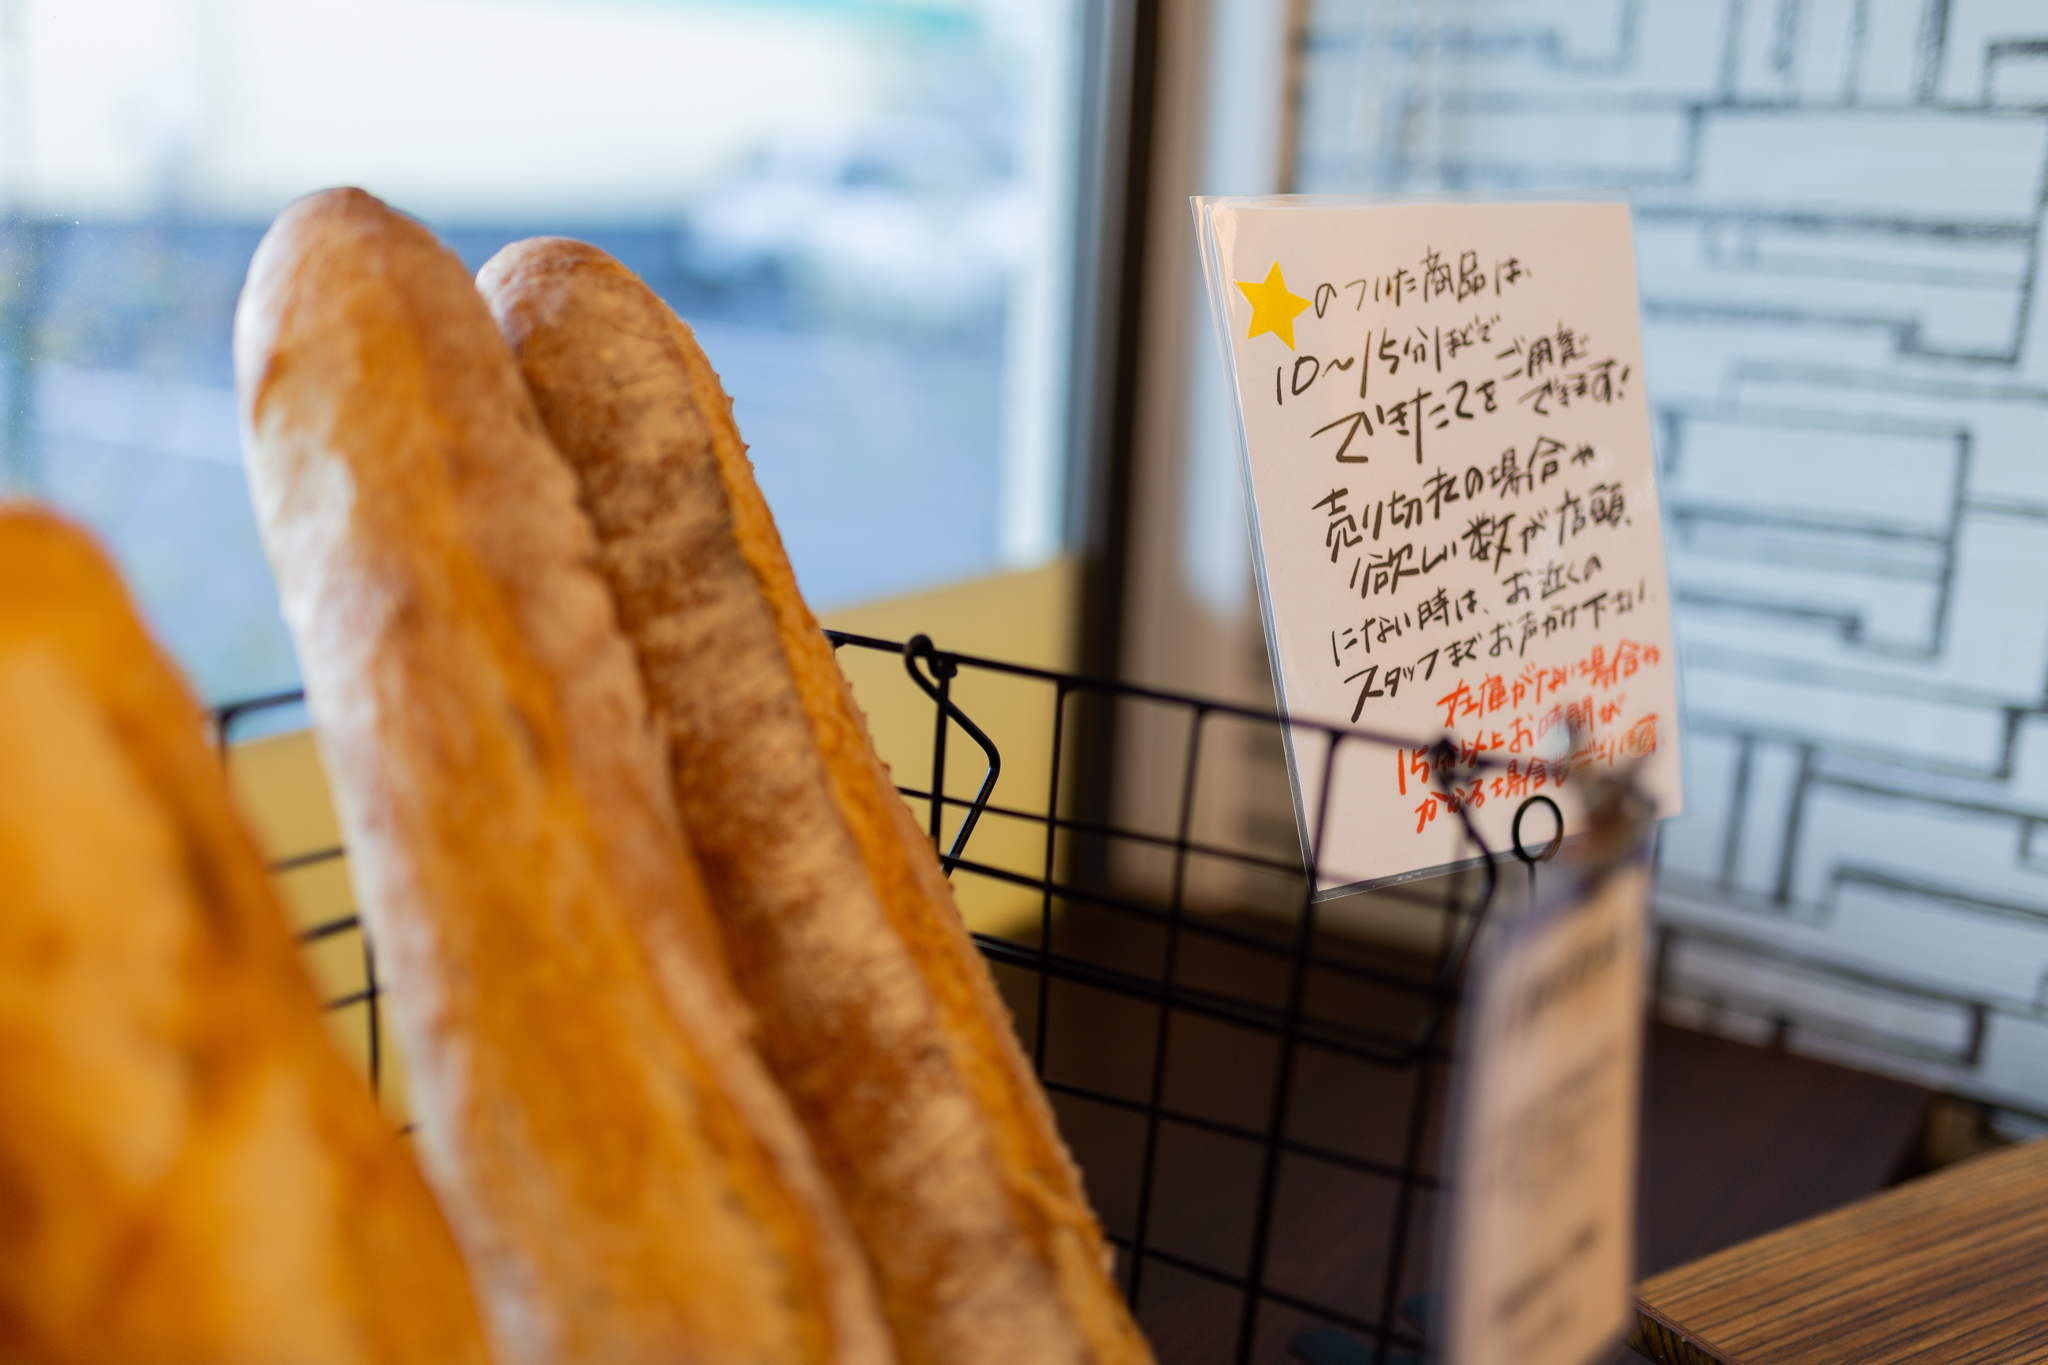 のついた商品は、
10〜15分ほどで
できたてをご用意
できます!
売り切れの場合や
欲しい数が店頭
にない時は、お近くの
スタッフまでお声がけ下さい。
在庫がない場合や
15分以上お時間が
かかる場合もございます。